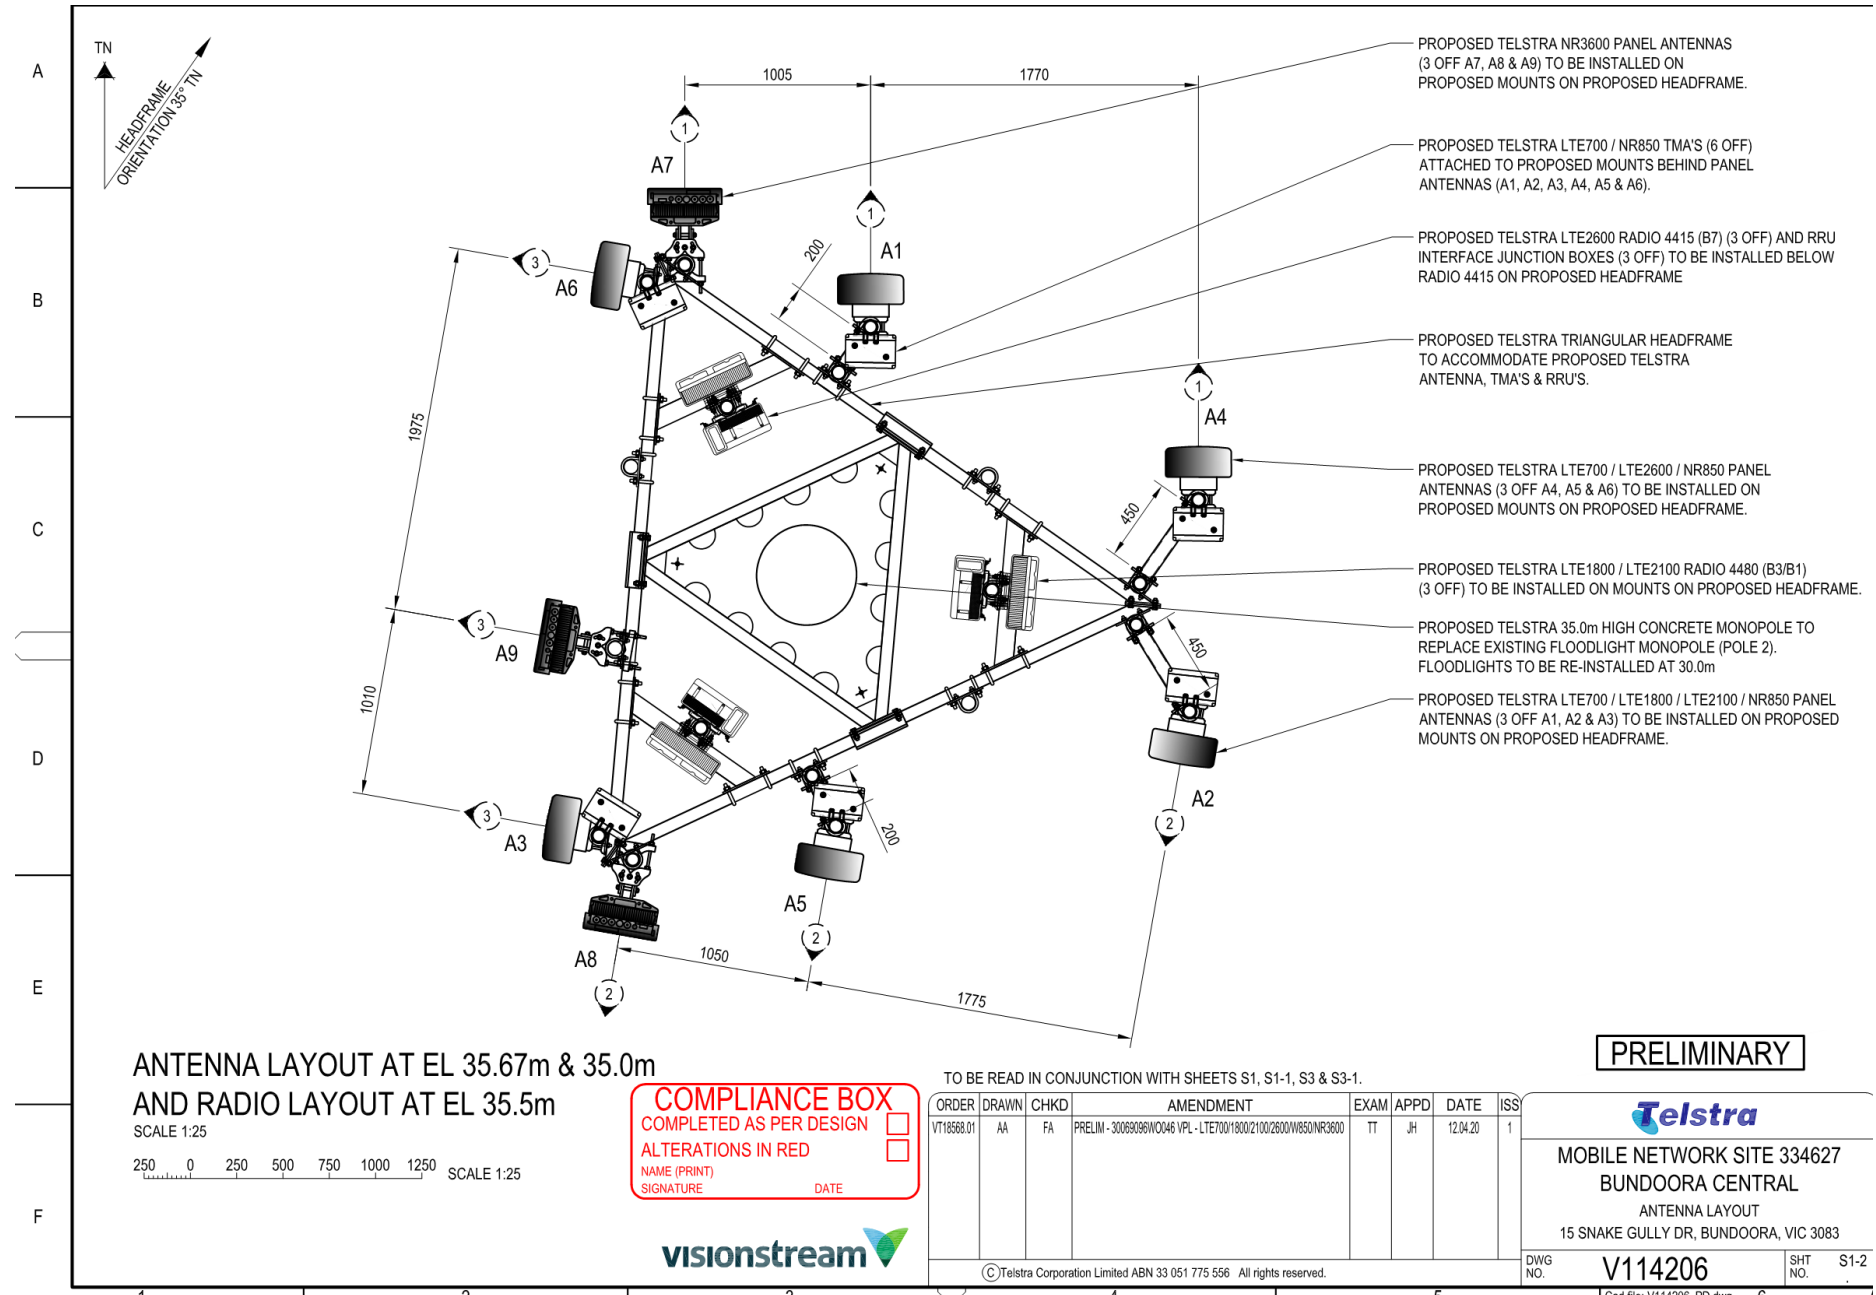 TN
HEADFRAME
ORIENTATION 35° TN
A
B
C
D
E
F
1005
1770
1
A7
1
A1
200
3
A6
1
A4
1975
450
3
A9
450
1010
3
A3
200
A5
2
A2
2
A8
2
1050
1775
PROPOSED TELSTRA NR3600 PANEL ANTENNAS
(3 OFF A7, A8 & A9) TO BE INSTALLED ON
PROPOSED MOUNTS ON PROPOSED HEADFRAME.
PROPOSED TELSTRA LTE700 / NR850 TMA'S (6 OFF)
ATTACHED TO PROPOSED MOUNTS BEHIND PANEL
ANTENNAS (A1, A2, A3, A4, A5 & A6).
PROPOSED TELSTRA LTE2600 RADIO 4415 (B7) (3 OFF) AND RRU
INTERFACE JUNCTION BOXES (3 OFF) TO BE INSTALLED BELOW
RADIO 4415 ON PROPOSED HEADFRAME
PROPOSED TELSTRA TRIANGULAR HEADFRAME
TO ACCOMMODATE PROPOSED TELSTRA
ANTENNA, TMA'S & RRU'S.
PROPOSED TELSTRA LTE700 / LTE2600 / NR850 PANEL
ANTENNAS (3 OFF A4, A5 & A6) TO BE INSTALLED ON
PROPOSED MOUNTS ON PROPOSED HEADFRAME.
PROPOSED TELSTRA LTE1800 / LTE2100 RADIO 4480 (B3/B1)
(3 OFF) TO BE INSTALLED ON MOUNTS ON PROPOSED HEADFRAME.
PROPOSED TELSTRA 35.0m HIGH CONCRETE MONOPOLE TO
REPLACE EXISTING FLOODLIGHT MONOPOLE (POLE 2).
FLOODLIGHTS TO BE RE-INSTALLED AT 30.0m
PROPOSED TELSTRA LTE700 / LTE1800 / LTE2100 / NR850 PANEL
ANTENNAS (3 OFF A1, A2 & A3) TO BE INSTALLED ON PROPOSED
MOUNTS ON PROPOSED HEADFRAME.
ANTENNA LAYOUT AT EL 35.67m & 35.0m
AND RADIO LAYOUT AT EL 35.5m
SCALE 1:25
250 0 250 500 750 1000 1250 SCALE 1:25
COMPLIANCE BOX
COMPLETED AS PER DESIGN
ALTERATIONS IN RED
NAME (PRINT)
SIGNATURE DATE
visionstream
TO BE READ IN CONJUNCTION WITH SHEETS S1, S1-1, S3 & S3-1.
ORDER DRAWN CHKD AMENDMENT EXAM APPD DATE ISS
VT18568.01 AA FA PRELIM - 30069096WO046 VPL - LTE700/1800/2100/2600/W850/NR3600 TT JH 12.04.20 1
©Telstra Corporation Limited ABN 33 051 775 556 All rights reserved.
PRELIMINARY
Telstra
MOBILE NETWORK SITE 334627
BUNDOORA CENTRAL
ANTENNA LAYOUT
15 SNAKE GULLY DR, BUNDOORA, VIC 3083
DWG NO. V114206 SHT NO. S1-2